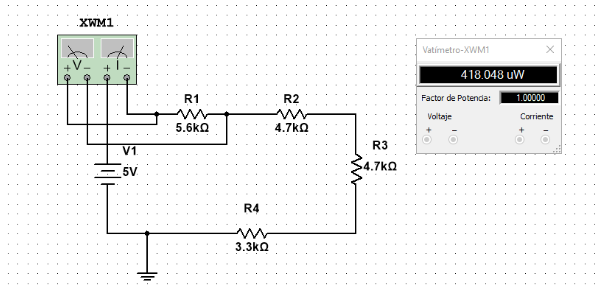 XWM1
+ V - + I -
R1
5.6kΩ
R2
4.7kΩ
R3
4.7kΩ
V1
5V
R4
3.3kΩ
Vatímetro-XWM1
418.048 uW
Factor de Potencia: 1.00000
Voltaje Corriente
+ - + -